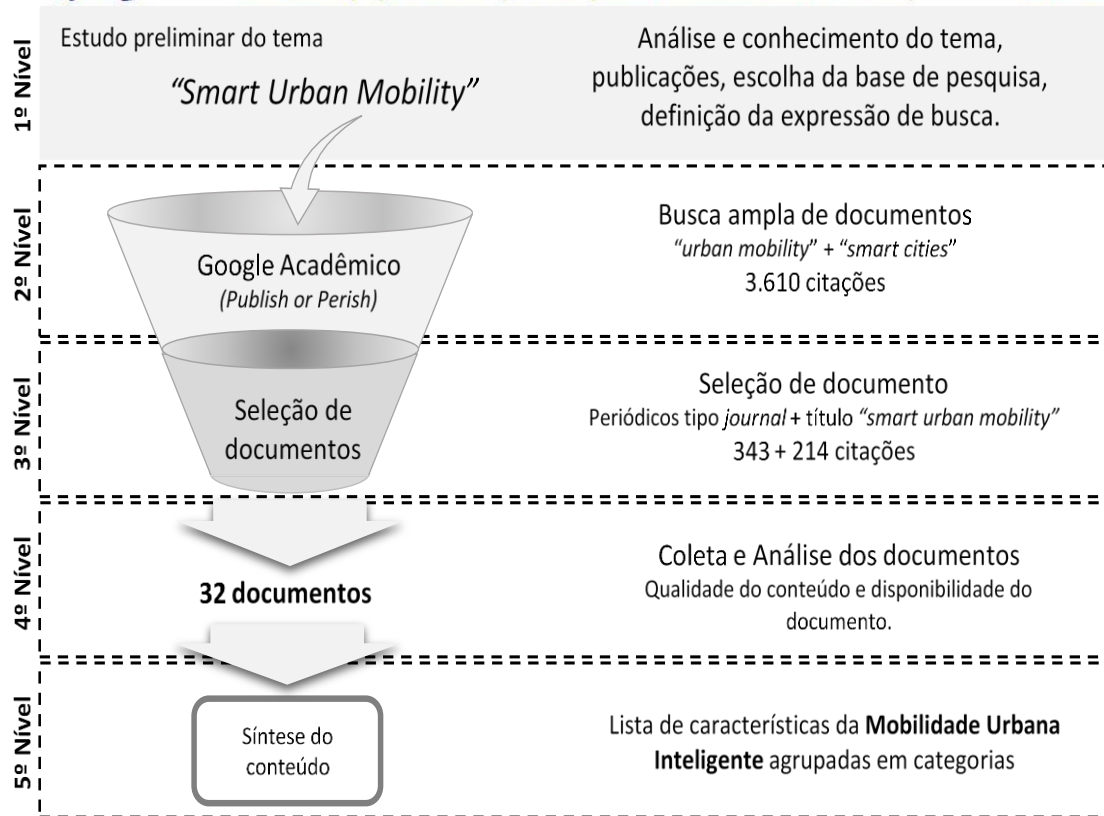 1º Nível
Estudo preliminar do tema
“Smart Urban Mobility”
Análise e conhecimento do tema,
publicações, escolha da base de pesquisa,
definição da expressão de busca.
2º Nível
Google Acadêmico
(Publish or Perish)
Busca ampla de documentos
“urban mobility” + “smart cities”
3.610 citações
3º Nível
Seleção de
documentos
Seleção de documento
Periódicos tipo journal + título “smart urban mobility”
343 + 214 citações
4º Nível
32 documentos
Coleta e Análise dos documentos
Qualidade do conteúdo e disponibilidade do
documento.
5º Nível
Síntese do
conteúdo
Lista de características da Mobilidade Urbana
Inteligente agrupadas em categorias